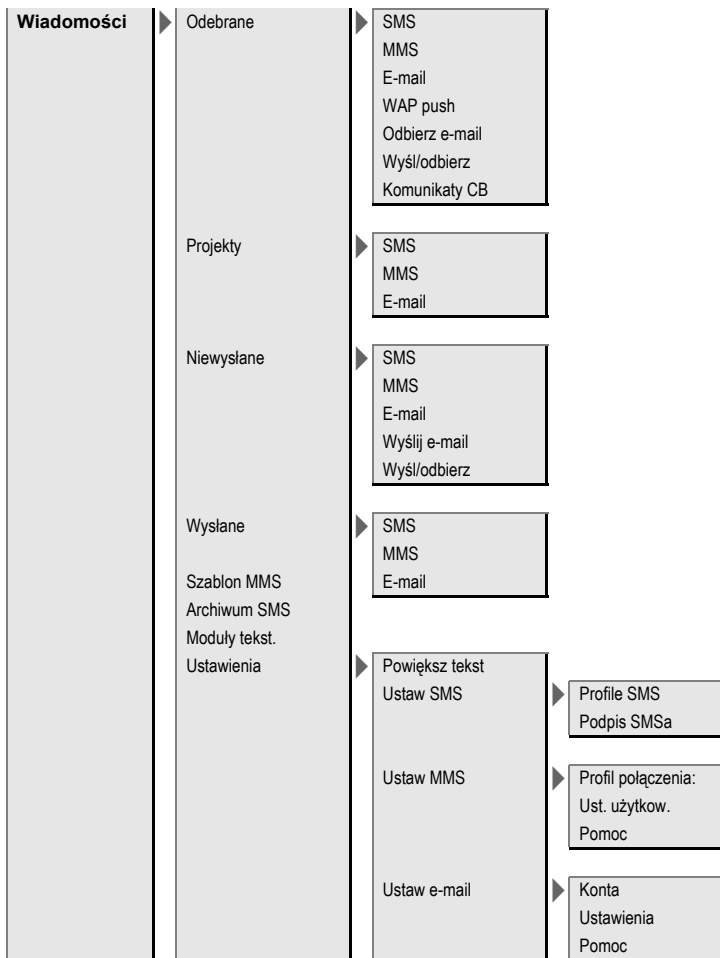 Wiadomości
Odebrane
SMS
MMS
E-mail
WAP push
Odbierz e-mail
Wyśl/odbierz
Komunikaty CB
Projekty
SMS
MMS
E-mail
Niewysłane
SMS
MMS
E-mail
Wyślij e-mail
Wyśl/odbierz
Wysłane
SMS
MMS
E-mail
Szablon MMS
Archiwum SMS
Moduły tekst.
Ustawienia
Powiększ tekst
Ustaw SMS
Profile SMS
Podpis SMSa
Ustaw MMS
Profil połączenia:
Ust. użytkow.
Pomoc
Ustaw e-mail
Konta
Ustawienia
Pomoc